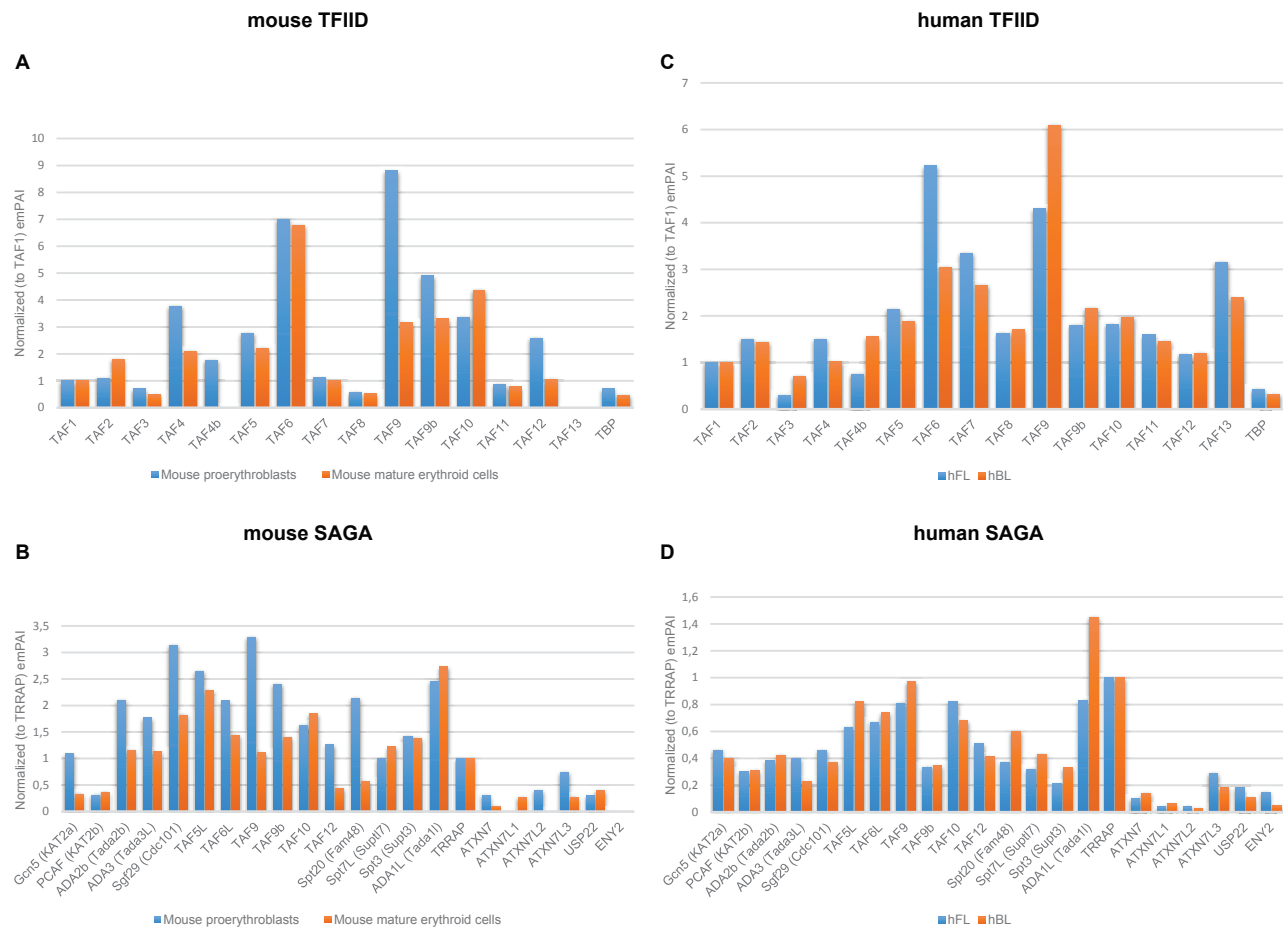 mouse TFIID
A
Normalized (to TAF1) emPAI
10
9
8
7
6
5
4
3
2
1
0
TAF1
TAF2
TAF3
TAF4
TAF4b
TAF5
TAF6
TAF7
TAF8
TAF9
TAF9b
TAF10
TAF11
TAF12
TAF13
TBP
Mouse proerythroblasts
Mouse mature erythroid cells
human TFIID
C
Normalized (to TAF1) emPAI
7
6
5
4
3
2
1
0
TAF1
TAF2
TAF3
TAF4
TAF4b
TAF5
TAF6
TAF7
TAF8
TAF9
TAF9b
TAF10
TAF11
TAF12
TAF13
TBP
hFL
hBL
mouse SAGA
B
Normalized (to TRRAP) emPAI
3,5
3
2,5
2
1,5
1
0,5
0
Gcn5 (KAT2a)
PCAF (KAT2b)
ADA2b (Tada2b)
ADA3 (Tada3L)
Sgf29 (Cdc101)
TAF5L
TAF6L
TAF9
TAF9b
TAF10
TAF12
Spt20 (Fam48)
Spt7L (Supt7)
Spt3 (Supt3)
ADA1L (Tada1l)
TRRAP
ATXN7
ATXN7L1
ATXN7L2
ATXN7L3
USP22
ENY2
Mouse proerythroblasts
Mouse mature erythroid cells
human SAGA
D
Normalized (to TRRAP) emPAI
1,6
1,4
1,2
1
0,8
0,6
0,4
0,2
0
Gcn5 (KAT2a)
PCAF (KAT2b)
ADA2b (Tada2b)
ADA3 (Tada3L)
Sgf29 (Cdc101)
TAF5L
TAF6L
TAF9
TAF9b
TAF10
TAF12
Spt20 (Fam48)
Spt7L (Supt7)
Spt3 (Supt3)
ADA1L (Tada1l)
TRRAP
ATXN7
ATXN7L1
ATXN7L2
ATXN7L3
USP22
ENY2
hFL
hBL